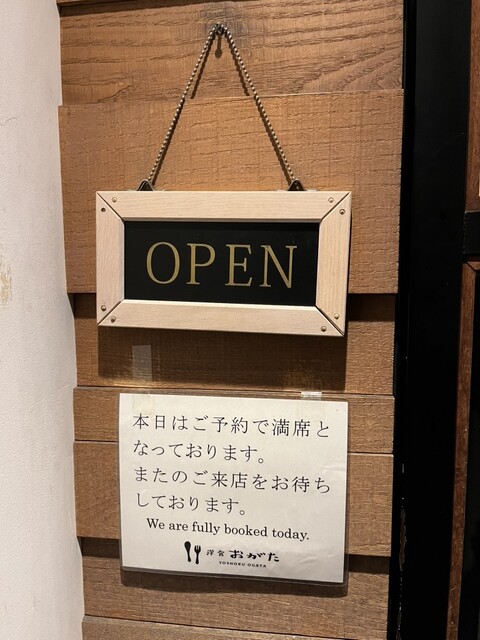 OPEN
本日はご予約で満席と
なっております。
またのご来店をお待ち
しております。
We are fully booked today.
洋食 おがた
YOSHOKU OGATA